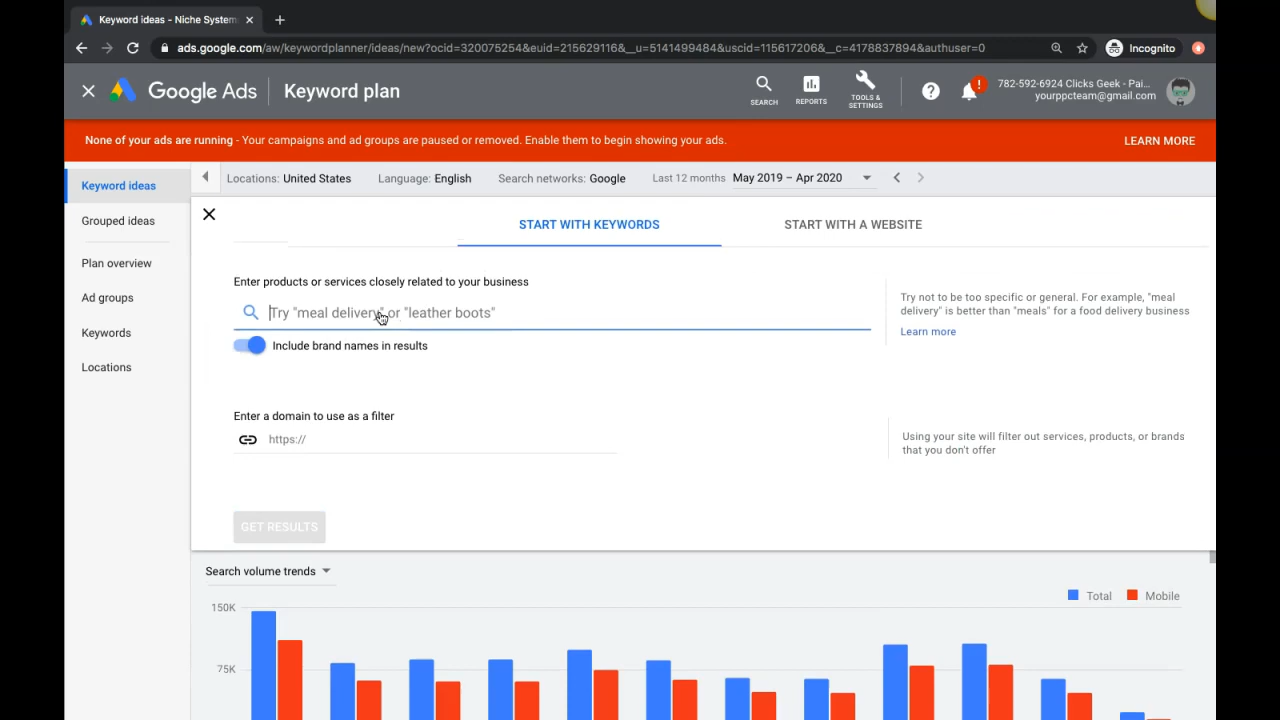 Keyword ideas - Niche System
ads.google.com/aw/keywordplanner/ideas/new?ocid=320075254&euid=215629116&__u=5141499484&uscid=115617206&__c=4178837894&authuser=0
Incognito
Google Ads
Keyword plan
SEARCH
REPORTS
TOOLS &
SETTINGS
?
!
782-592-6924 Clicks Geek - Pai...
yourppcteam@gmail.com
None of your ads are running - Your campaigns and ad groups are paused or removed. Enable them to begin showing your ads.
LEARN MORE
Keyword ideas
Grouped ideas
Plan overview
Ad groups
Keywords
Locations
Locations: United States
Language: English
Search networks: Google
Last 12 months
May 2019 – Apr 2020
START WITH KEYWORDS
START WITH A WEBSITE
Enter products or services closely related to your business
Try "meal delivery" or "leather boots"
Include brand names in results
Try not to be too specific or general. For example, "meal
delivery" is better than "meals" for a food delivery business
Learn more
Enter a domain to use as a filter
https://
Using your site will filter out services, products, or brands
that you don't offer
GET RESULTS
Search volume trends
Total
Mobile
150K
75K